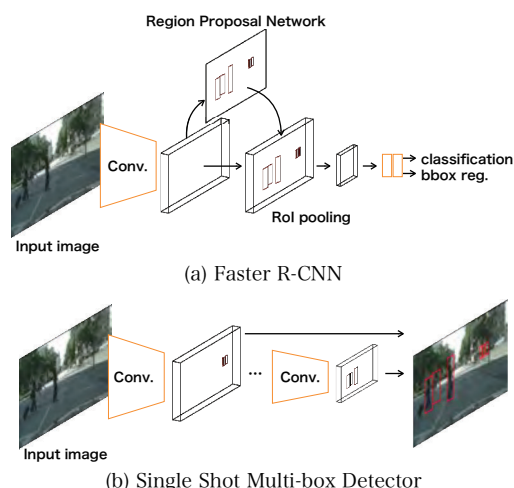 Region Proposal Network
Conv.
classification
bbox reg.
RoI pooling
Input image
(a) Faster R-CNN
Conv.
...
Conv.
Input image
(b) Single Shot Multi-box Detector